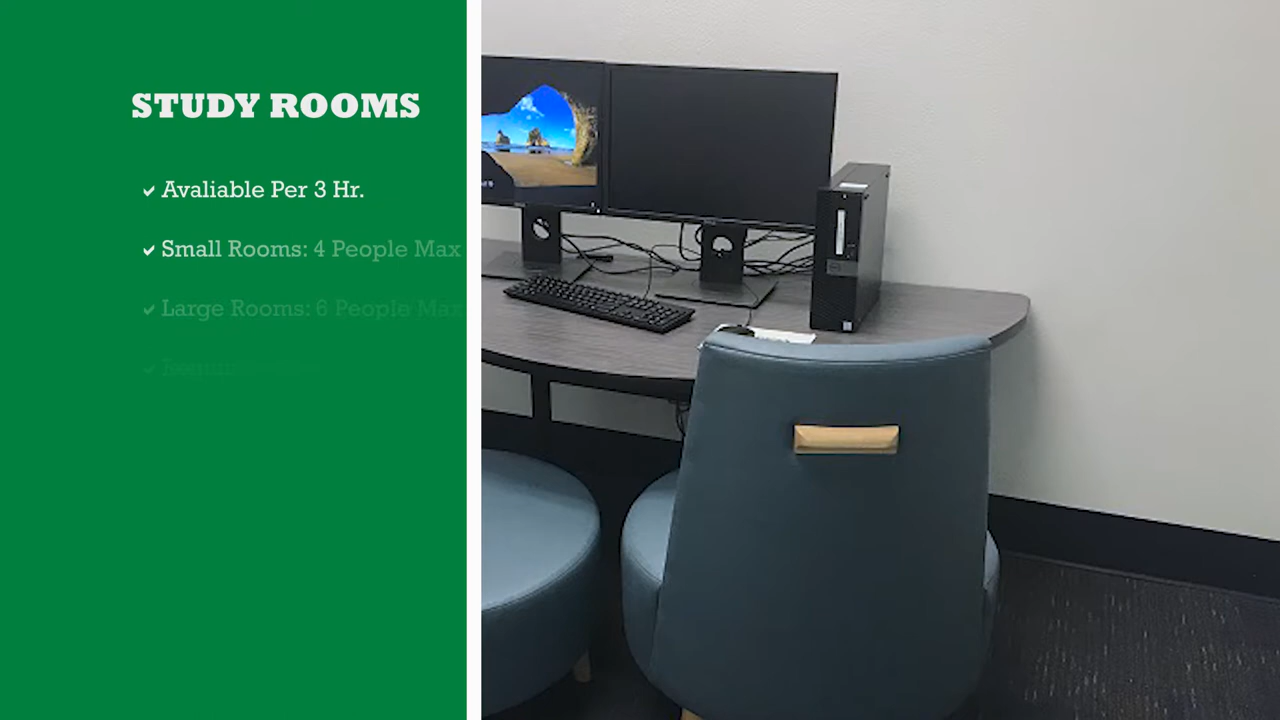 STUDY ROOMS
Avaliable Per 3 Hr.
Small Rooms: 4 People Max
Large Rooms: 6 People Max